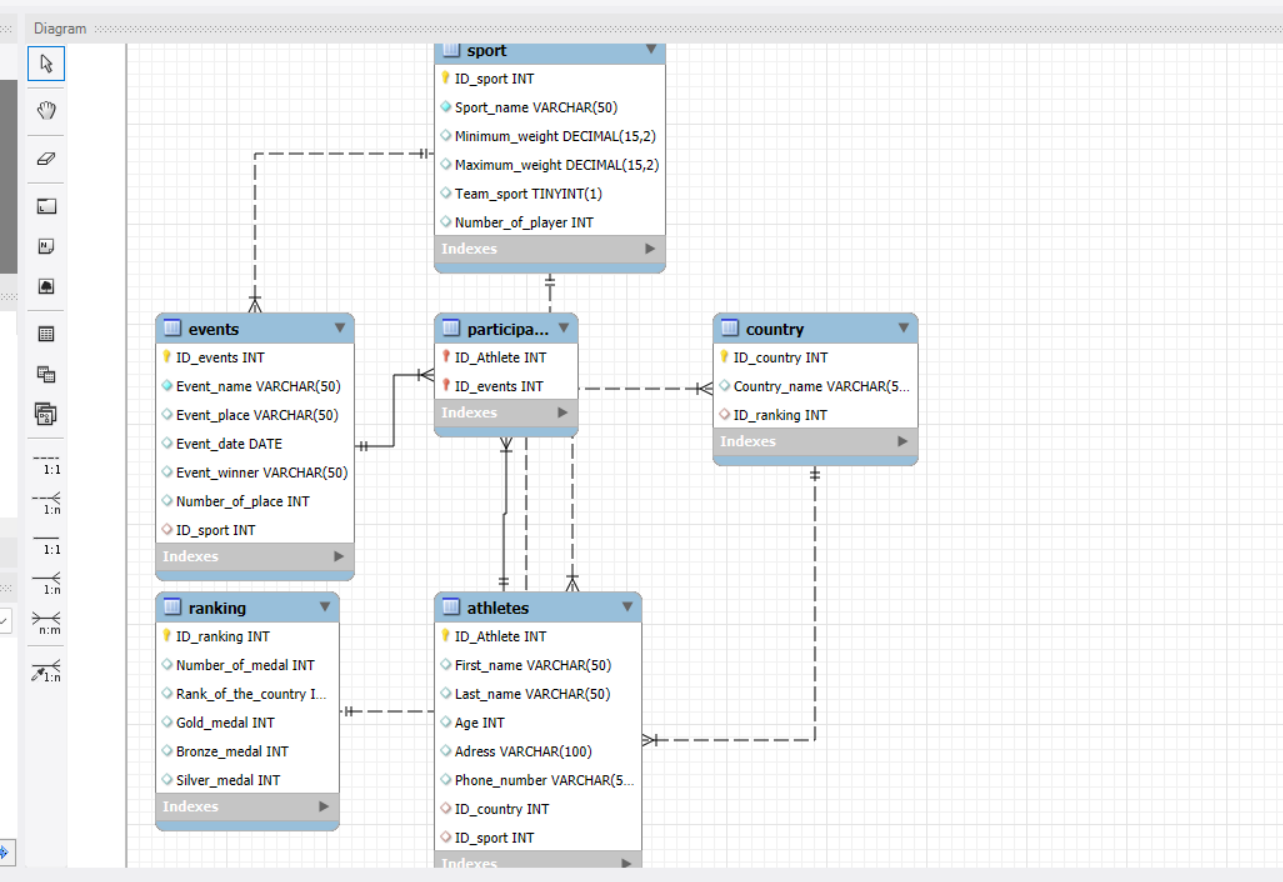 Diagram
sport
ID_sport INT
Sport_name VARCHAR(50)
Minimum_weight DECIMAL(15,2)
Maximum_weight DECIMAL(15,2)
Team_sport TINYINT(1)
Number_of_player INT
Indexes
events
ID_events INT
Event_name VARCHAR(50)
Event_place VARCHAR(50)
Event_date DATE
Event_winner VARCHAR(50)
Number_of_place INT
ID_sport INT
Indexes
participa...
ID_Athlete INT
ID_events INT
Indexes
country
ID_country INT
Country_name VARCHAR(5...
ID_ranking INT
Indexes
ranking
ID_ranking INT
Number_of_medal INT
Rank_of_the_country I...
Gold_medal INT
Bronze_medal INT
Silver_medal INT
Indexes
athletes
ID_Athlete INT
First_name VARCHAR(50)
Last_name VARCHAR(50)
Age INT
Adress VARCHAR(100)
Phone_number VARCHAR(5...
ID_country INT
ID_sport INT
Indexes
1:1
1:n
1:1
1:n
n:m
1:n